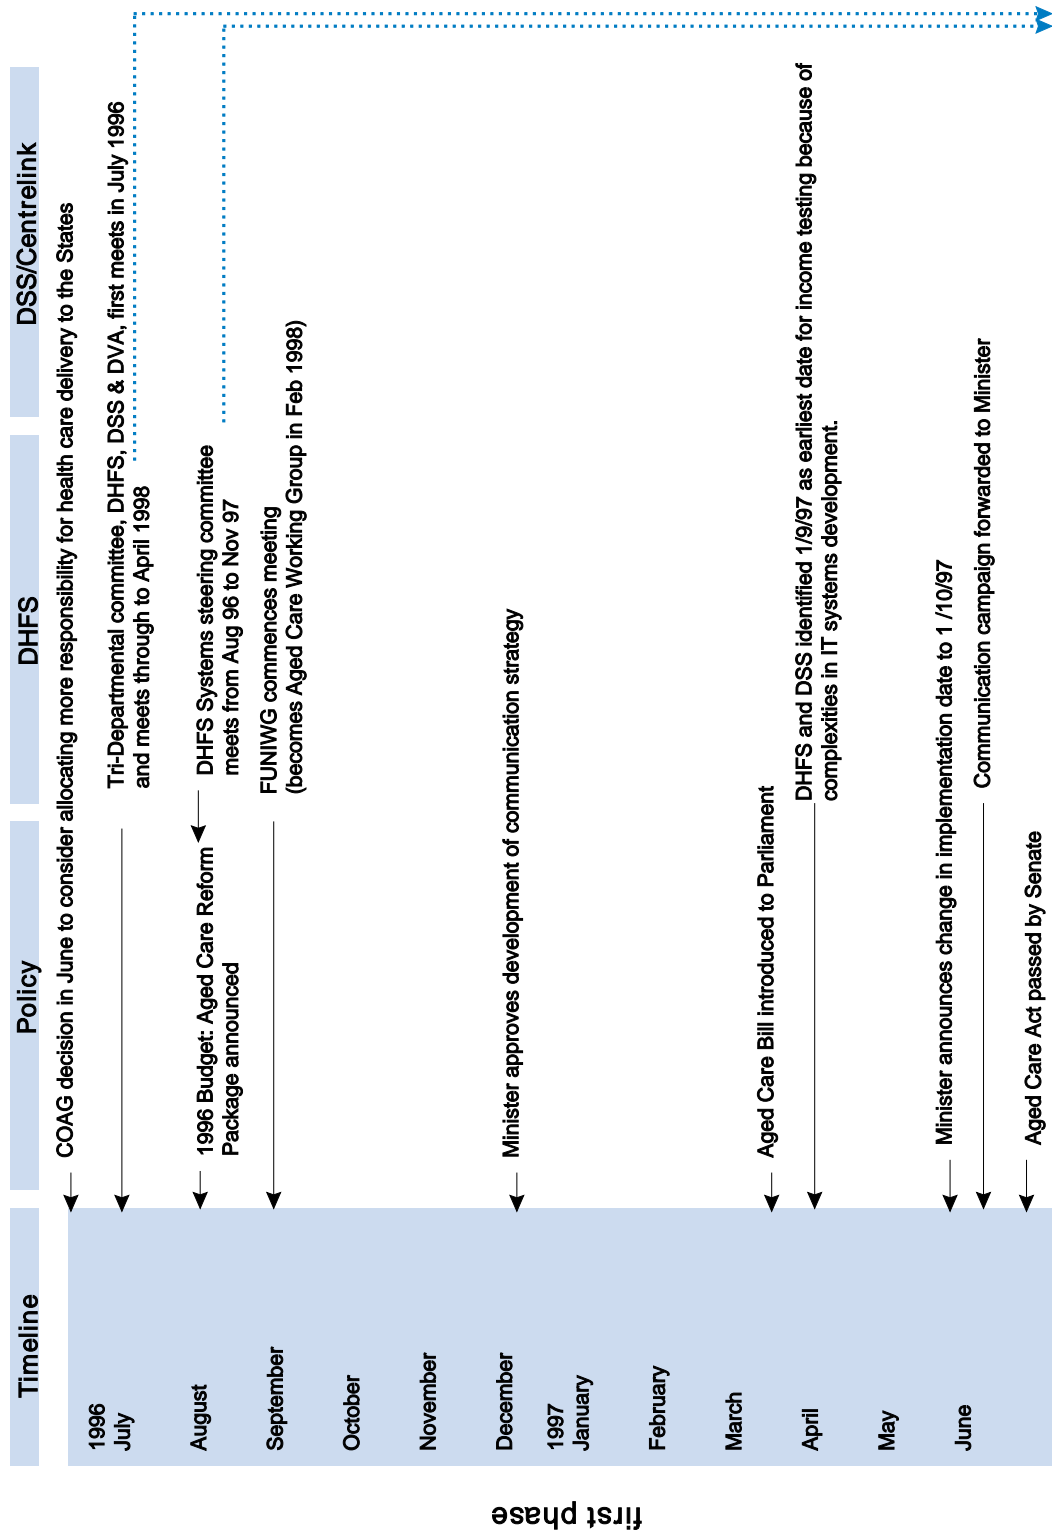 Timeline
Policy
DHFS
DSS/Centrelink
first phase
1996
July
August
September
October
November
December
1997
January
February
March
April
May
June
COAG decision in June to consider allocating more responsibility for health care delivery to the States
Tri-Departmental committee, DHFS, DSS & DVA, first meets in July 1996
and meets through to April 1998
1996 Budget: Aged Care Reform
Package announced
DHFS Systems steering committee
meets from Aug 96 to Nov 97
FUNIWG commences meeting
(becomes Aged Care Working Group in Feb 1998)
Minister approves development of communication strategy
Aged Care Bill introduced to Parliament
DHFS and DSS identified 1/9/97 as earliest date for income testing because of
complexities in IT systems development.
Minister announces change in implementation date to 1 /10/97
Communication campaign forwarded to Minister
Aged Care Act passed by Senate